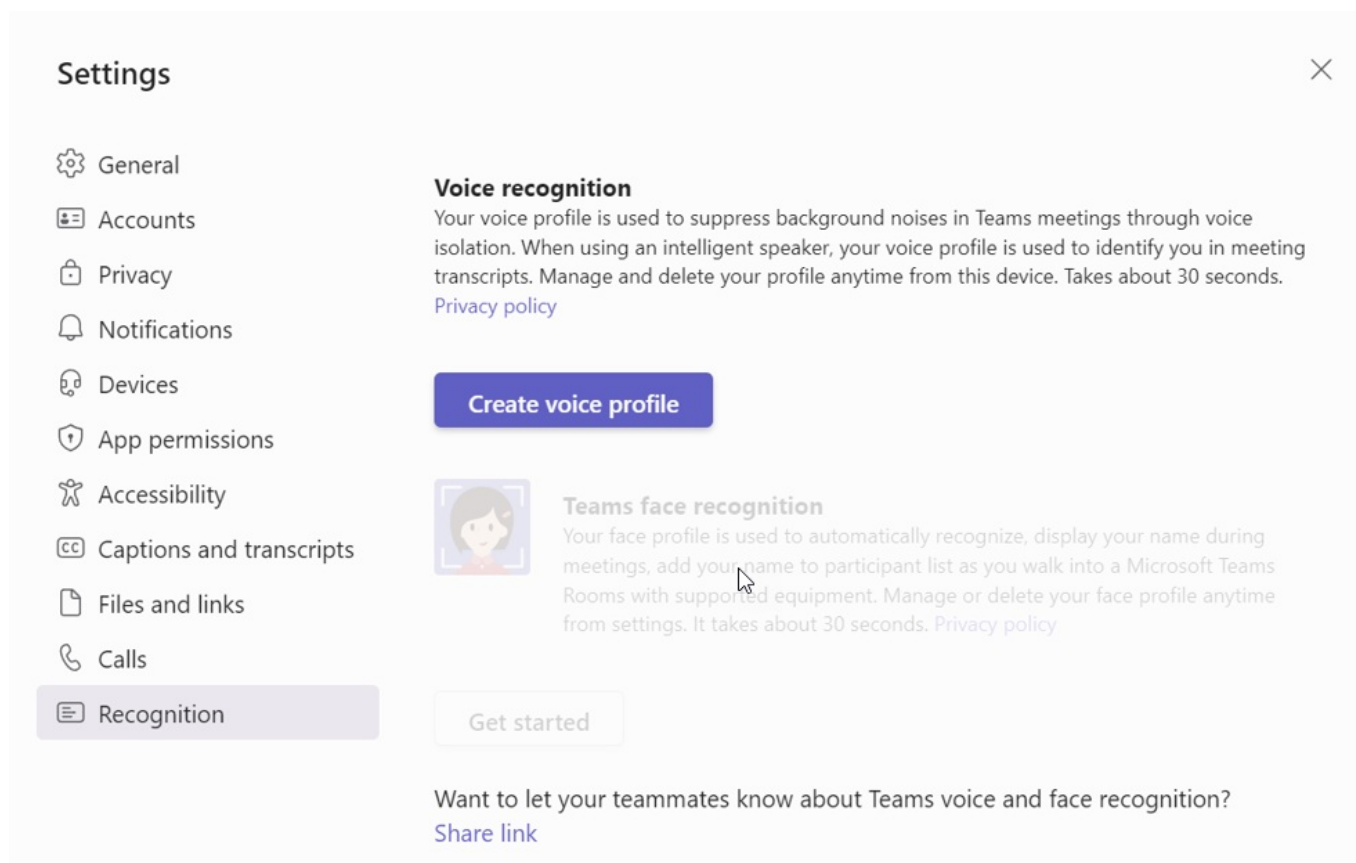 Settings
General
Accounts
Privacy
Notifications
Devices
App permissions
Accessibility
CC Captions and transcripts
Files and links
Calls
Recognition
Voice recognition
Your voice profile is used to suppress background noises in Teams meetings through voice
isolation. When using an intelligent speaker, your voice profile is used to identify you in meeting
transcripts. Manage and delete your profile anytime from this device. Takes about 30 seconds.
Privacy policy
Create voice profile
Teams face recognition
Your face profile is used to automatically recognize, display your name during
meetings, add your name to participant list as you walk into a Microsoft Teams
Rooms with supported equipment. Manage or delete your face profile anytime
from settings. It takes about 30 seconds. Privacy policy
Get started
Want to let your teammates know about Teams voice and face recognition?
Share link